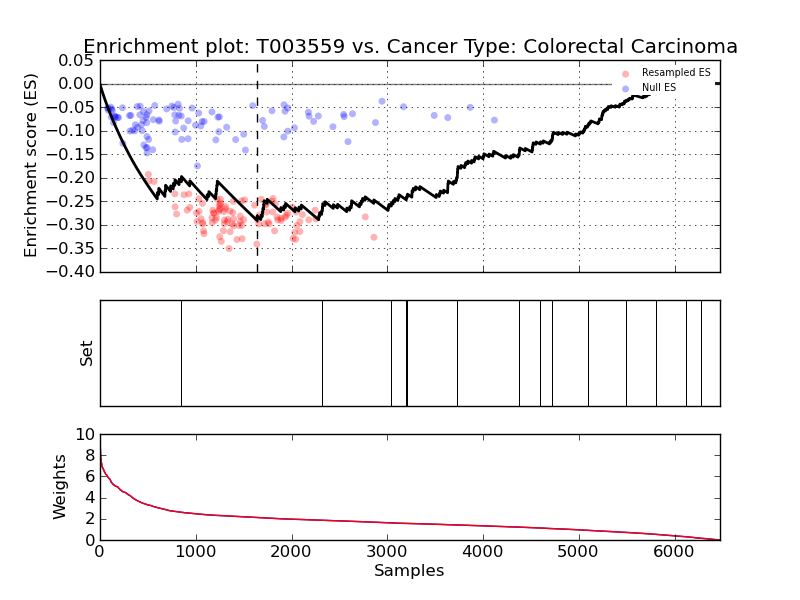 Enrichment plot: T003559 vs. Cancer Type: Colorectal Carcinoma
Enrichment score (ES)
0.05
0.00
−0.05
−0.10
−0.15
−0.20
−0.25
−0.30
−0.35
−0.40
Resampled ES
Null ES
Set
Weights
10
8
6
4
2
0
0 1000 2000 3000 4000 5000 6000
Samples